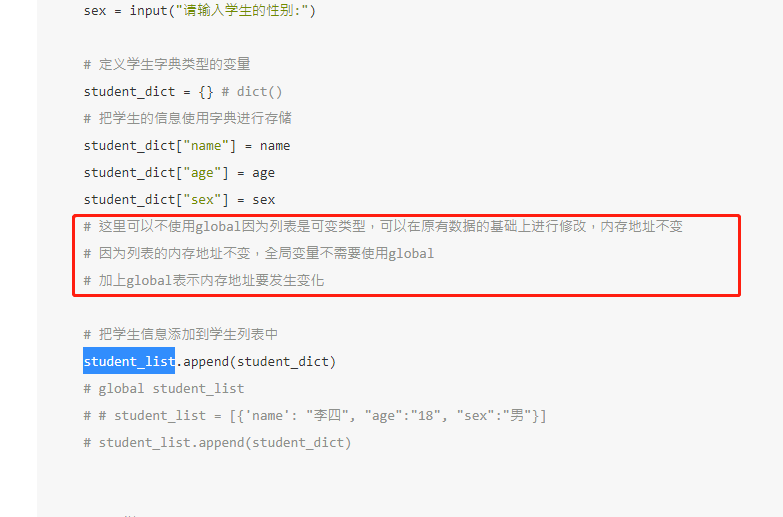 sex = input("请输入学生的性别:")
# 定义学生字典类型的变量
student_dict = {} # dict()
# 把学生的信息使用字典进行存储
student_dict["name"] = name
student_dict["age"] = age
student_dict["sex"] = sex
# 这里可以不使用global因为列表是可变类型，可以在原有数据的基础上进行修改，内存地址不变
# 因为列表的内存地址不变，全局变量不需要使用global
# 加上global表示内存地址要发生变化
# 把学生信息添加到学生列表中
student_list.append(student_dict)
# global student_list
# # student_list = [{'name': "李四", "age":"18", "sex":"男"}]
# student_list.append(student_dict)